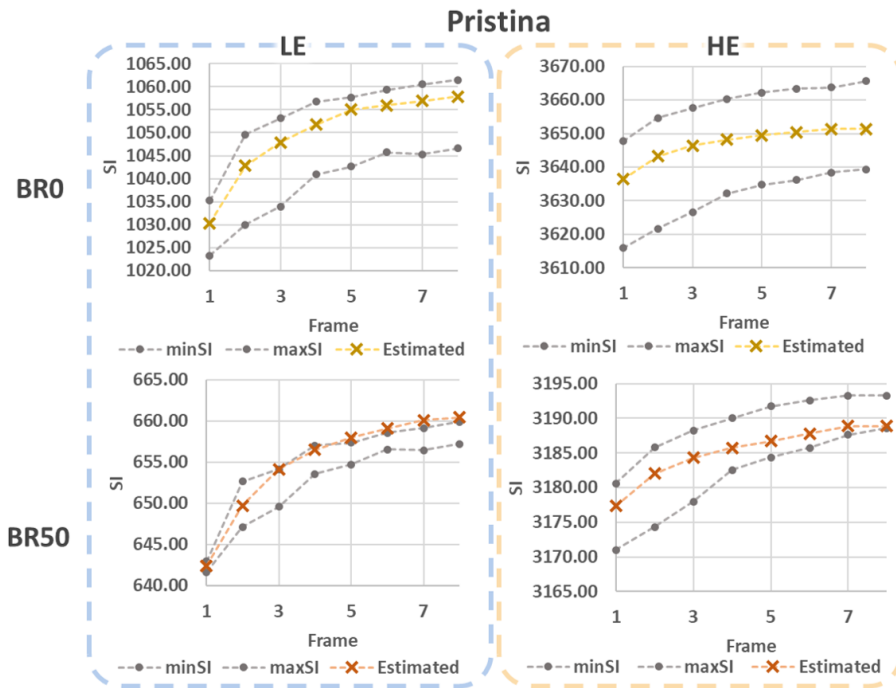 Pristina
LE
HE
BR0
SI
1065.00
1060.00
1055.00
1050.00
1045.00
1040.00
1035.00
1030.00
1025.00
1020.00
1 3 5 7
Frame
minSI maxSI Estimated
SI
3670.00
3660.00
3650.00
3640.00
3630.00
3620.00
3610.00
1 3 5 7
Frame
minSI maxSI Estimated
BR50
SI
665.00
660.00
655.00
650.00
645.00
640.00
1 3 5 7
Frame
minSI maxSI Estimated
SI
3195.00
3190.00
3185.00
3180.00
3175.00
3170.00
3165.00
1 3 5 7
Frame
minSI maxSI Estimated